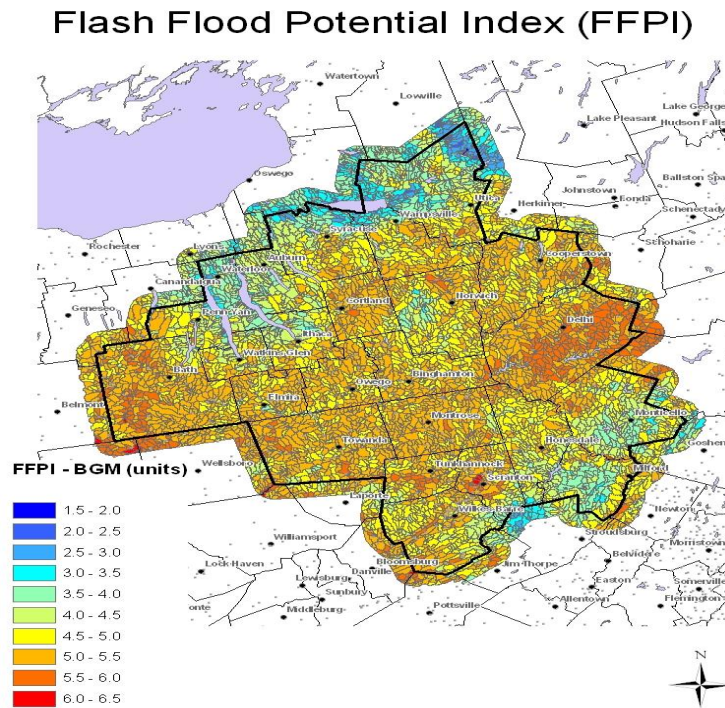 Flash Flood Potential Index (FFPI)
Watertown
Lowville
Lake George
Lake Pleasant
Hudson Falls
Oswego
Johnstown
Fonda
Ballston Spa
Utica
Herkimer
Schenectady
Wampsville
Syracuse
Rochester
Lyons
Schoharie
Cooperstown
Auburn
Waterloo
Canandaigua
Geneseo
Penn Yan
Cortland
Norwich
Delhi
Ithaca
Watkins Glen
Bath
Binghamton
Owego
Elmira
Belmont
Montrose
Monticello
Towanda
Honesdale
Goshen
FFPI - BGM (units)
Wellsboro
Tunkhannock
Milford
Scranton
Laporte
Wilkes-Barre
Newton
Williamsport
Stroudsburg
Morristown
Bloomsburg
Belvidere
Lock Haven
Danville
Jim Thorpe
Lewisburg
Sunbury
Easton
Somerville
onte
Middleburg
Pottsville
Allentown
Flemington
N
1.5 - 2.0
2.0 - 2.5
2.5 - 3.0
3.0 - 3.5
3.5 - 4.0
4.0 - 4.5
4.5 - 5.0
5.0 - 5.5
5.5 - 6.0
6.0 - 6.5